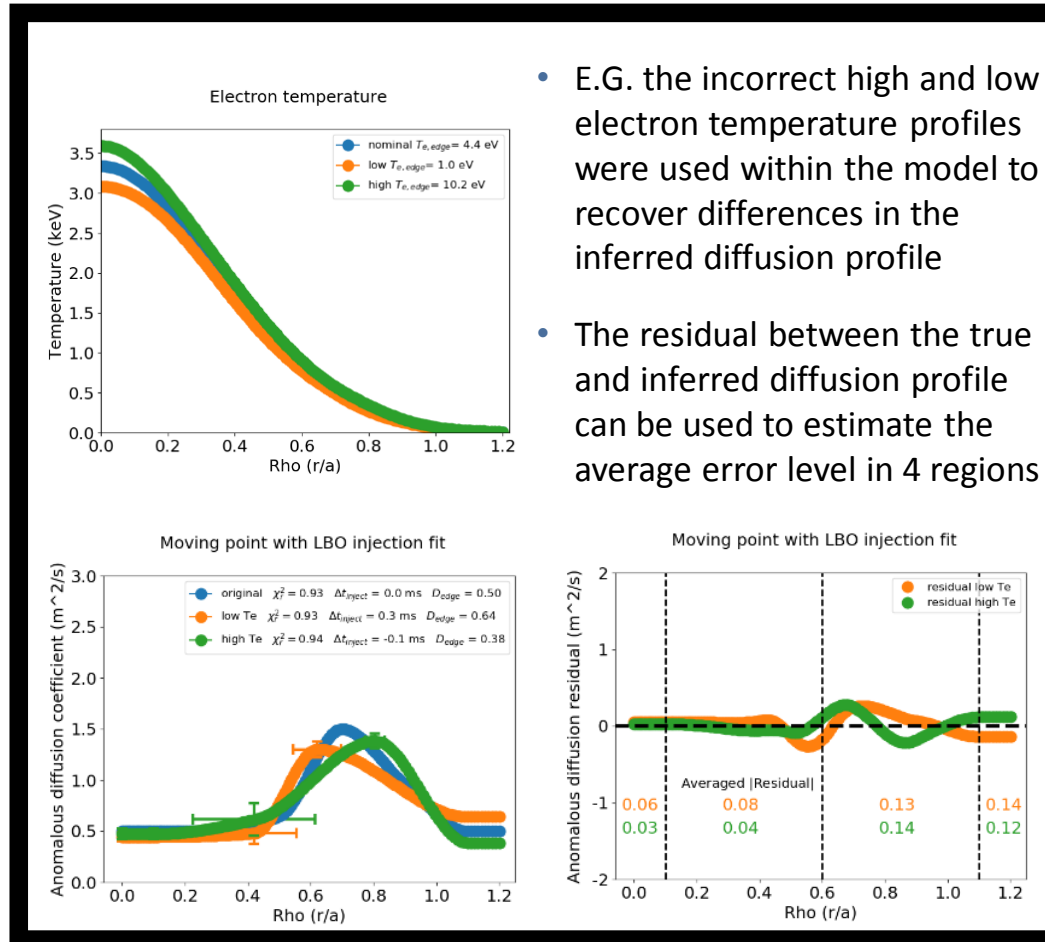 Electron temperature
nominal Te,edge= 4.4 eV
low Te,edge= 1.0 eV
high Te,edge= 10.2 eV
Temperature (keV)
3.5
3.0
2.5
2.0
1.5
1.0
0.5
0.0
0.0 0.2 0.4 0.6 0.8 1.0 1.2
Rho (r/a)
• E.G. the incorrect high and low
electron temperature profiles
were used within the model to
recover differences in the
inferred diffusion profile
• The residual between the true
and inferred diffusion profile
can be used to estimate the
average error level in 4 regions
Moving point with LBO injection fit
original χr²= 0.93 Δtinject = 0.0 ms Dedge = 0.50
low Te χr²= 0.93 Δtinject = 0.3 ms Dedge = 0.64
high Te χr²= 0.94 Δtinject = -0.1 ms Dedge = 0.38
Anomalous diffusion coefficient (m^2/s)
3.0
2.5
2.0
1.5
1.0
0.5
0.0
0.0 0.2 0.4 0.6 0.8 1.0 1.2
Rho (r/a)
Moving point with LBO injection fit
residual low Te
residual high Te
Anomalous diffusion residual (m^2/s)
2
1
0
-1
-2
Averaged |Residual|
0.06 0.08 0.13 0.14
0.03 0.04 0.14 0.12
0.0 0.2 0.4 0.6 0.8 1.0 1.2
Rho (r/a)